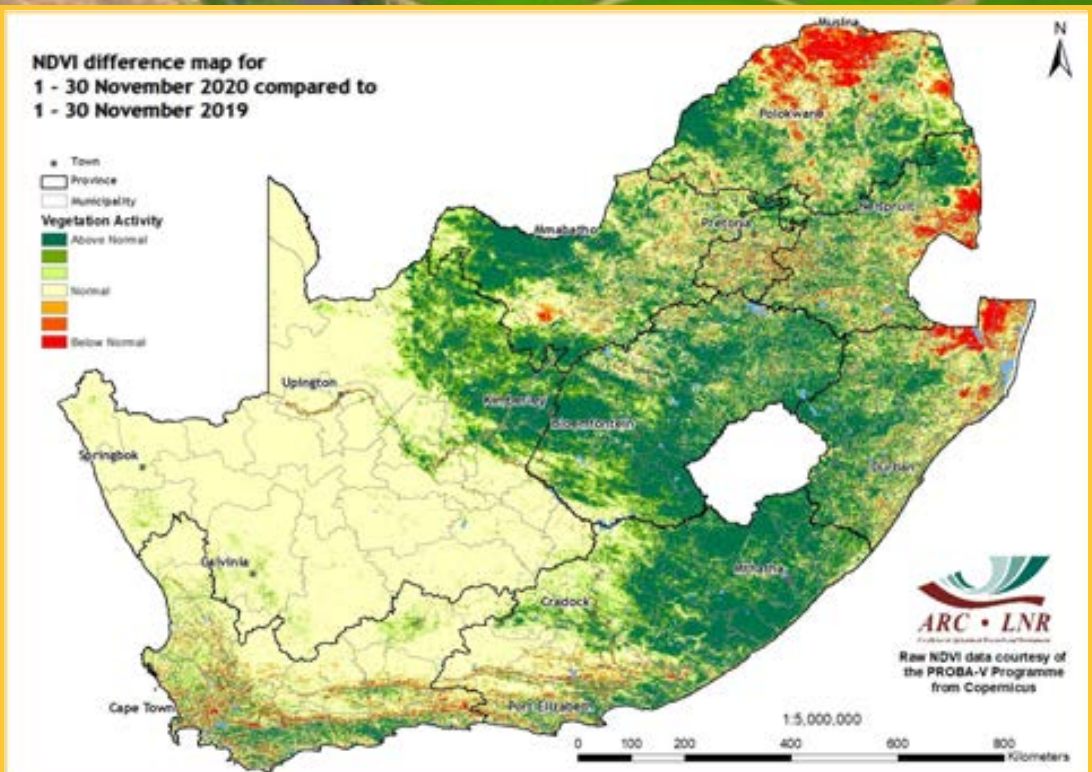 NDVI difference map for
1 - 30 November 2020 compared to
1 - 30 November 2019
Town
Province
Municipality
Vegetation Activity
Above Normal
Normal
Below Normal
N
Musina
Polokwane
Nelspruit
Pretoria
Mmabatho
Upington
Kimberley
Bloemfontein
Springbok
Durban
Calvinia
Mthatha
Cradock
Cape Town
Port Elizabeth
ARC • LNR
Raw NDVI data courtesy of
the PROBA-V Programme
from Copernicus
1:5,000,000
0 100 200 400 600 800
Kilometers